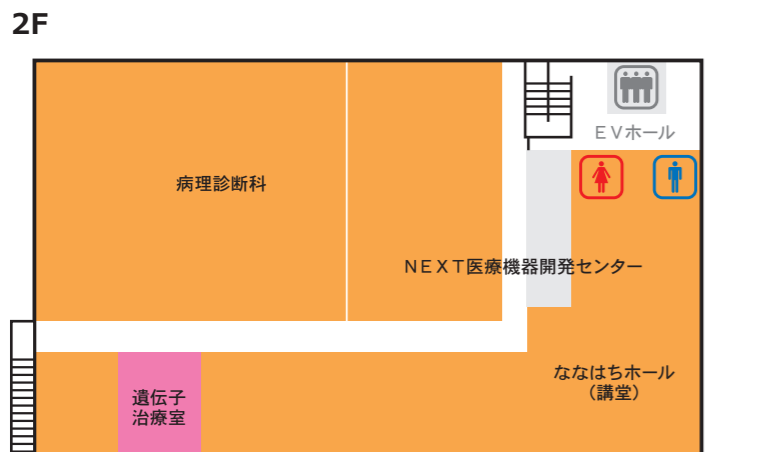 2F
EVホール
病理診断科
NEXT医療機器開発センター
ななはちホール
（講堂）
遺伝子
治療室